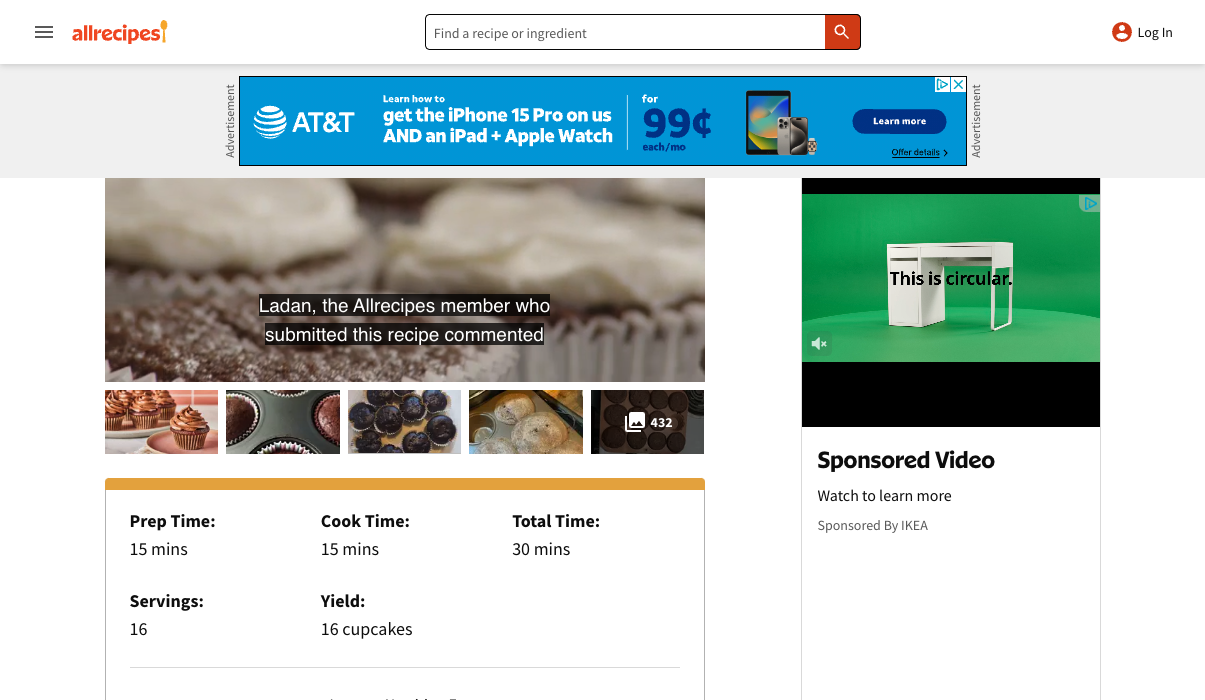 allrecipes
Find a recipe or ingredient
Log In
Advertisement
AT&T
Learn how to
get the iPhone 15 Pro on us
AND an iPad + Apple Watch
for
99¢
each/mo
Learn more
Offer details
Advertisement
Ladan, the Allrecipes member who
submitted this recipe commented
432
This is circular.
Sponsored Video
Watch to learn more
Sponsored By IKEA
Prep Time:
15 mins
Cook Time:
15 mins
Total Time:
30 mins
Servings:
16
Yield:
16 cupcakes